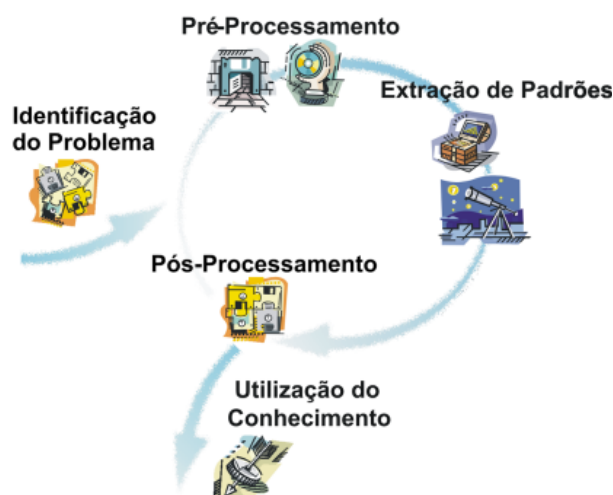 Pré-Processamento
Extração de Padrões
Identificação
do Problema
Pós-Processamento
Utilização do
Conhecimento